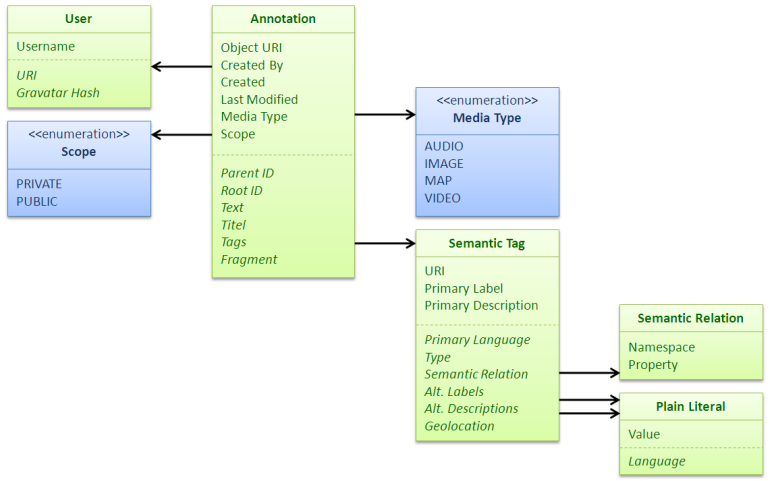 User
Username
URI
Gravatar Hash
<<enumeration>>
Scope
PRIVATE
PUBLIC
Annotation
Object URI
Created By
Created
Last Modified
Media Type
Scope
Parent ID
Root ID
Text
Titel
Tags
Fragment
<<enumeration>>
Media Type
AUDIO
IMAGE
MAP
VIDEO
Semantic Tag
URI
Primary Label
Primary Description
Primary Language
Type
Semantic Relation
Alt. Labels
Alt. Descriptions
Geolocation
Semantic Relation
Namespace
Property
Plain Literal
Value
Language